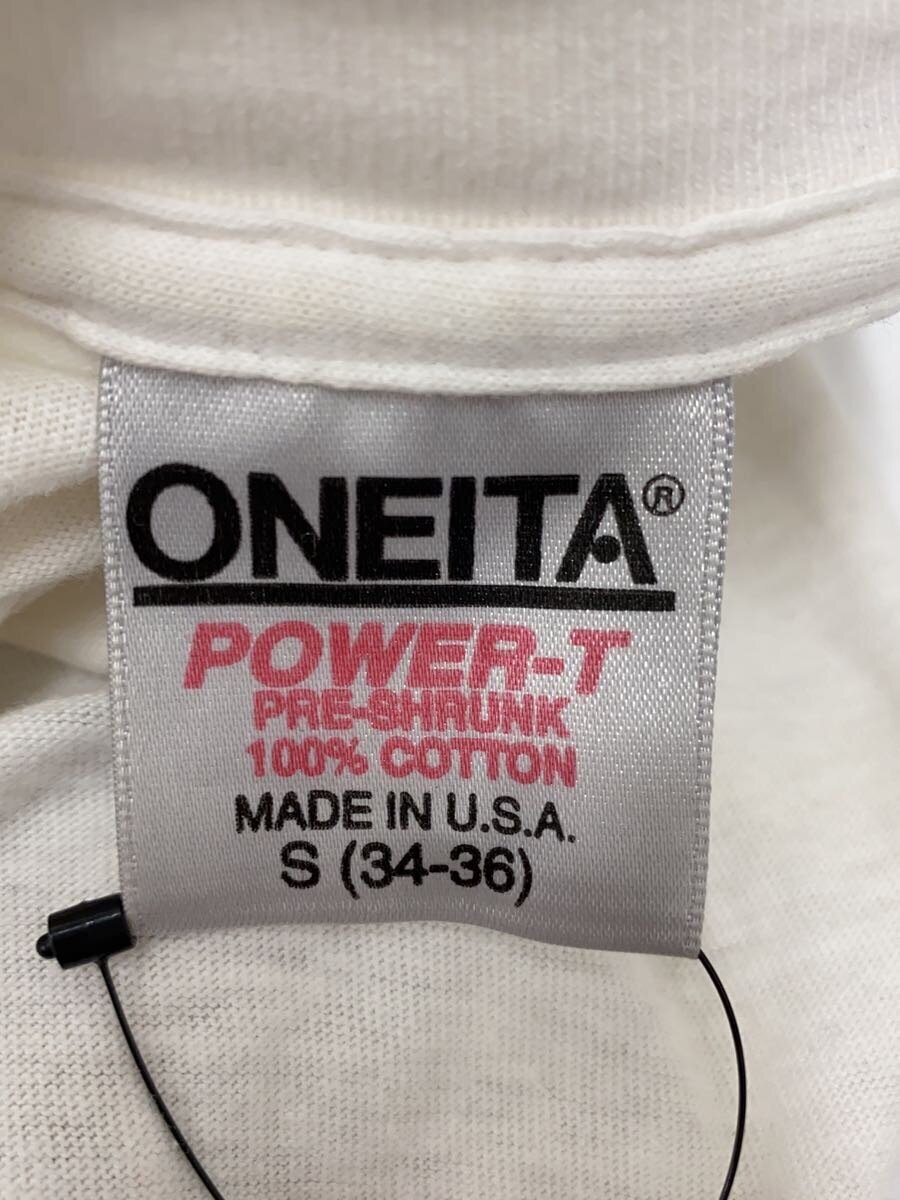 ONEITA®
POWER-T
PRE-SHRUNK
100% COTTON
MADE IN U.S.A.
S (34-36)